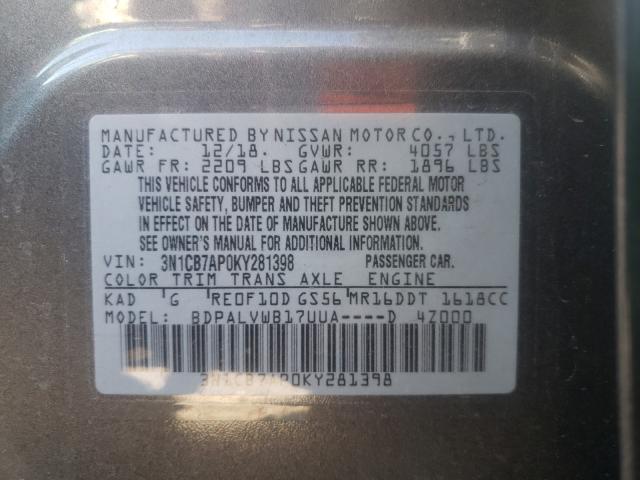 MANUFACTURED BY NISSAN MOTOR CO., LTD.
DATE: 12/18. GVWR: 4057 LBS
GAWR FR: 2209 LBS GAWR RR: 1896 LBS
THIS VEHICLE CONFORMS TO ALL APPLICABLE FEDERAL MOTOR
VEHICLE SAFETY, BUMPER AND THEFT PREVENTION STANDARDS
IN EFFECT ON THE DATE OF MANUFACTURE SHOWN ABOVE.
SEE OWNER'S MANUAL FOR ADDITIONAL INFORMATION.
VIN: 3N1CB7AP0KY281398 PASSENGER CAR.
COLOR TRIM TRANS AXLE ENGINE
KAD G RE0F10D GS56 MR16DDT 1618CC
MODEL: BDPALVWB17UUA----D 4Z000
3N1CB7AP0KY281398